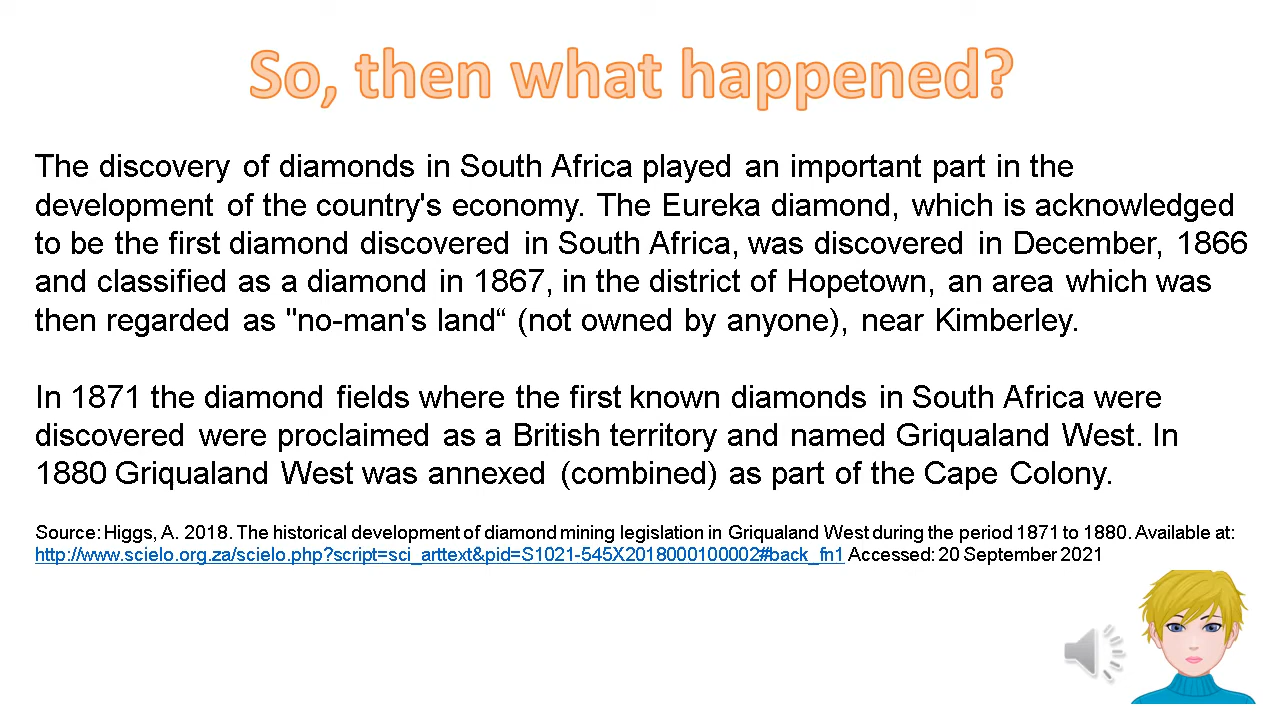 So, then what happened?
The discovery of diamonds in South Africa played an important part in the
development of the country's economy. The Eureka diamond, which is acknowledged
to be the first diamond discovered in South Africa, was discovered in December, 1866
and classified as a diamond in 1867, in the district of Hopetown, an area which was
then regarded as "no-man's land“ (not owned by anyone), near Kimberley.
In 1871 the diamond fields where the first known diamonds in South Africa were
discovered were proclaimed as a British territory and named Griqualand West. In
1880 Griqualand West was annexed (combined) as part of the Cape Colony.
Source: Higgs, A. 2018. The historical development of diamond mining legislation in Griqualand West during the period 1871 to 1880. Available at:
http://www.scielo.org.za/scielo.php?script=sci_arttext&pid=S1021-545X2018000100002#back_fn1 Accessed: 20 September 2021